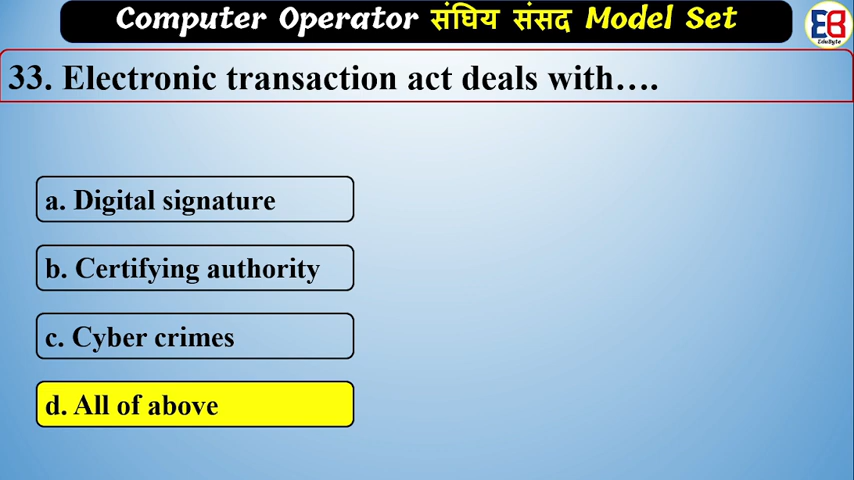 Computer Operator संघिय संसद Model Set
EB
EduByte
33. Electronic transaction act deals with….
a. Digital signature
b. Certifying authority
c. Cyber crimes
d. All of above